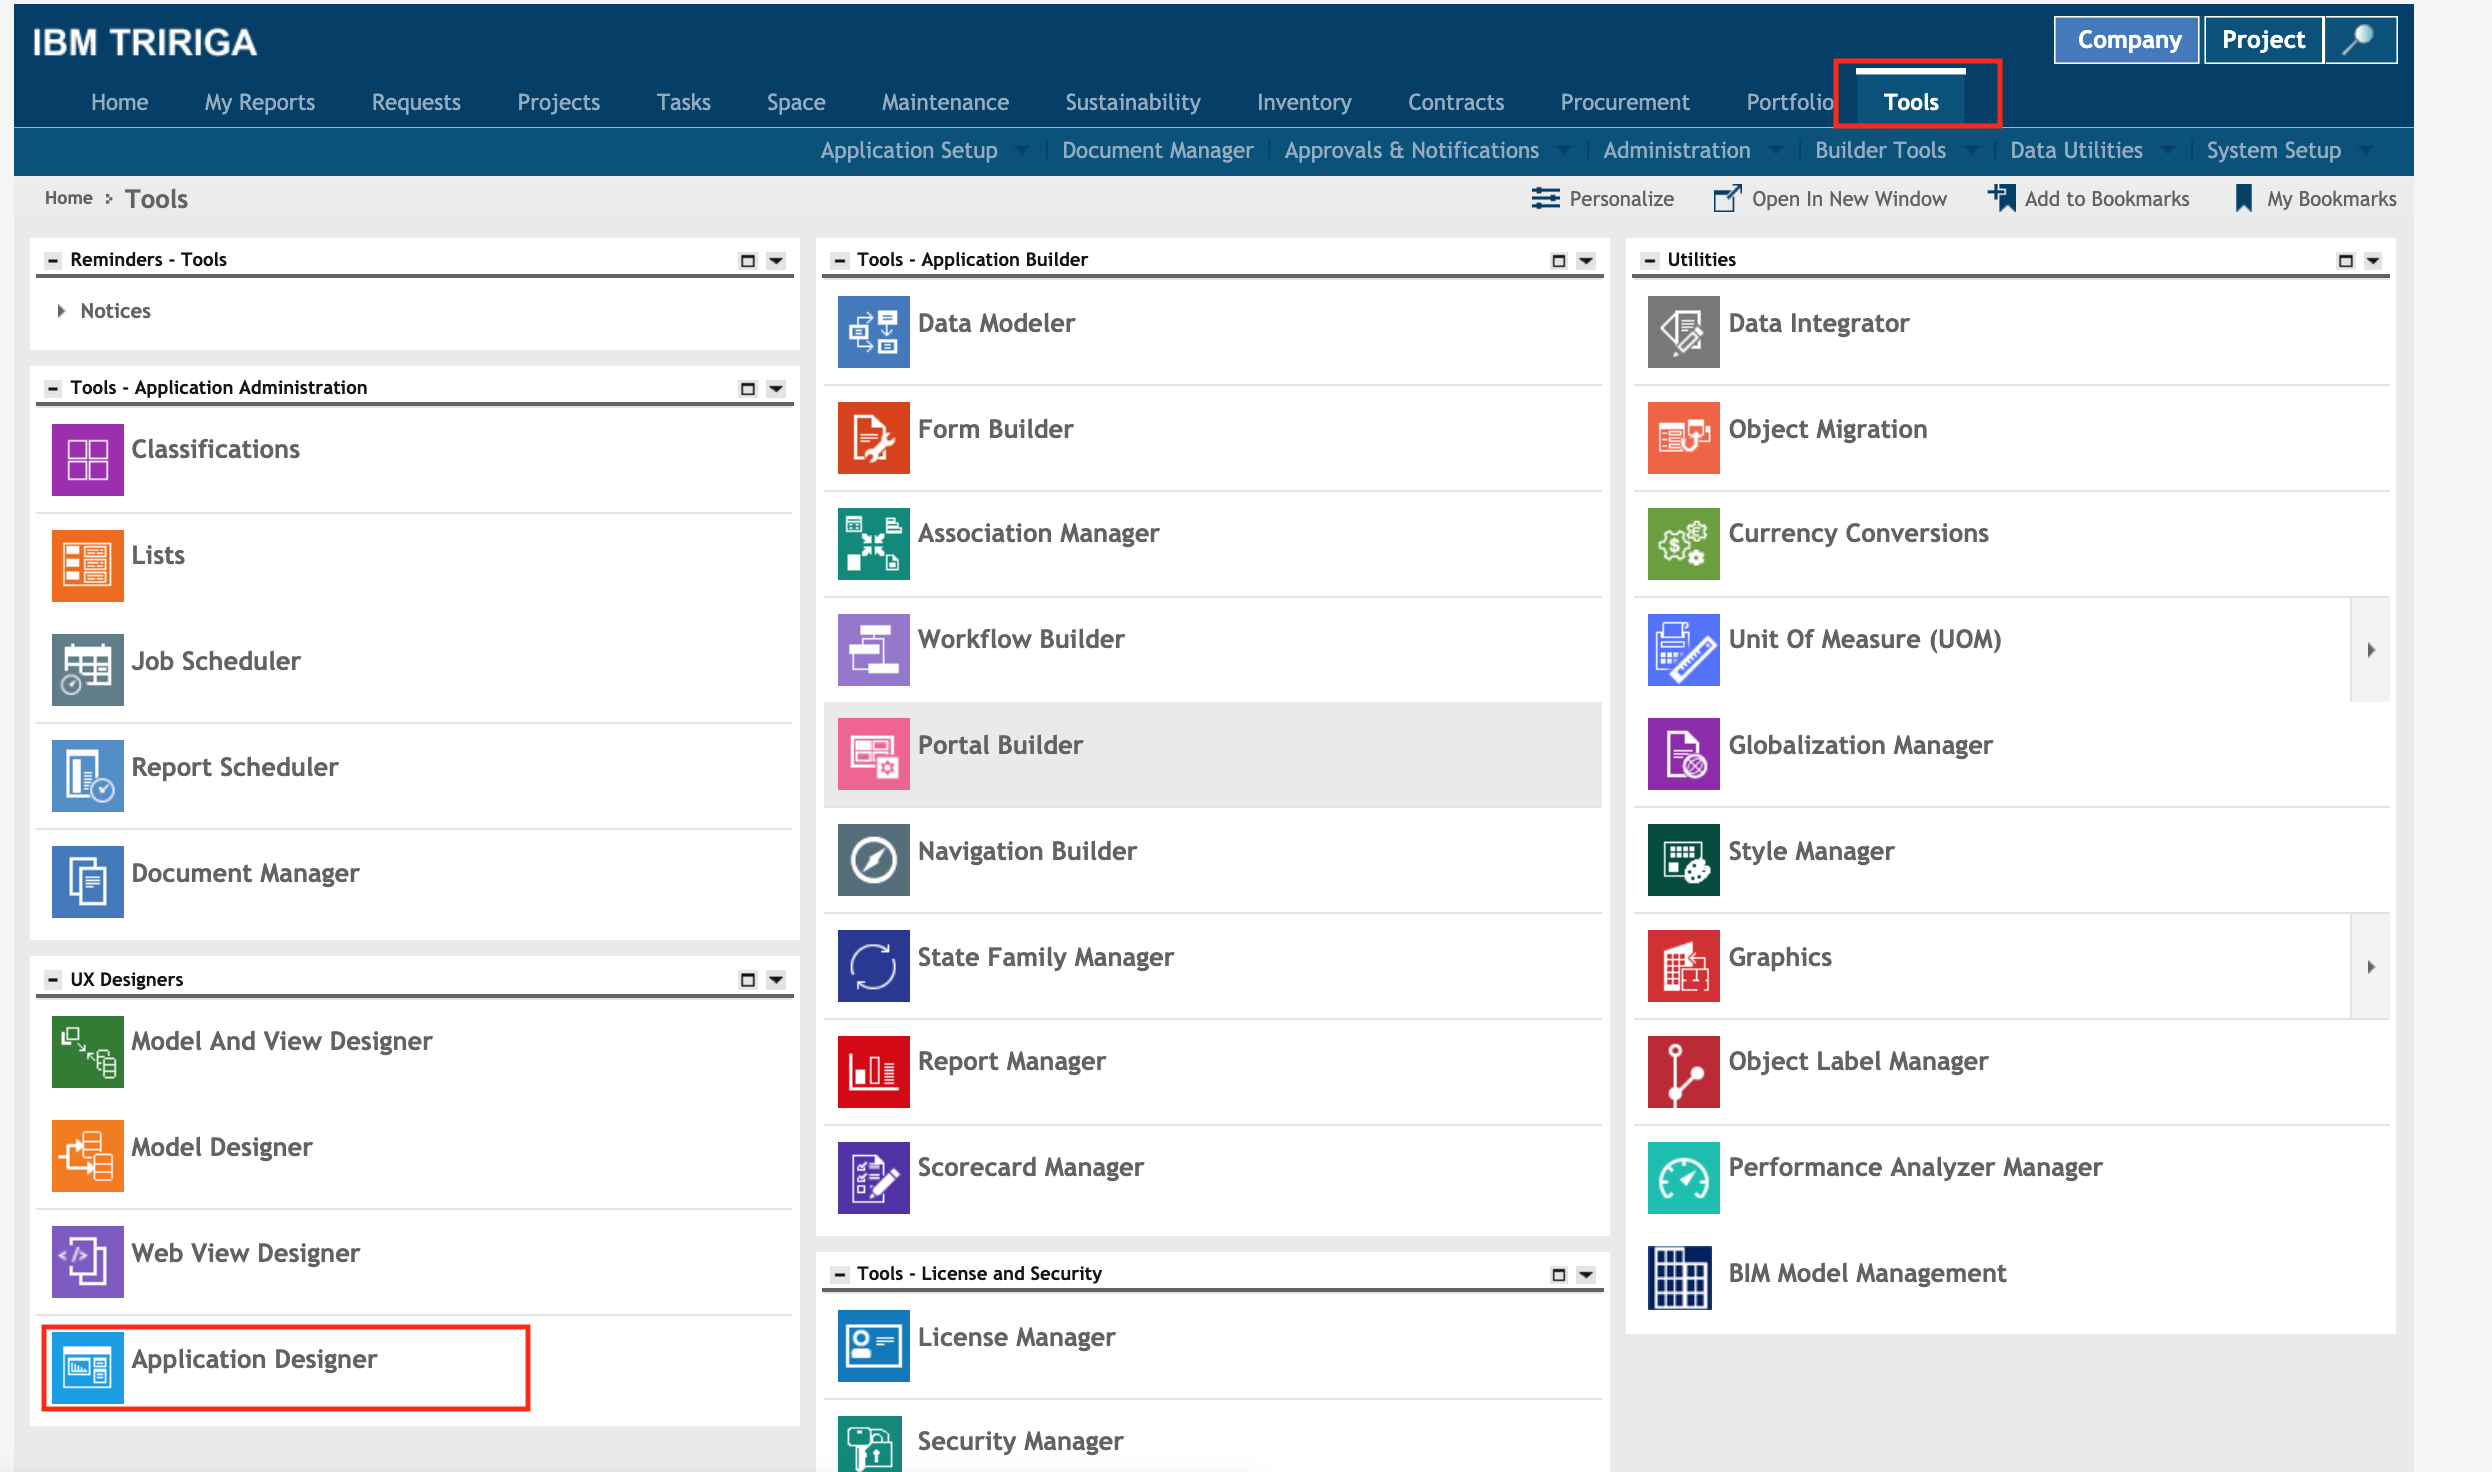 IBM TRIRIGA
Company
Project
Home
My Reports
Requests
Projects
Tasks
Space
Maintenance
Sustainability
Inventory
Contracts
Procurement
Portfolio
Tools
Application Setup
Document Manager
Approvals & Notifications
Administration
Builder Tools
Data Utilities
System Setup
Home
Tools
Personalize
Open In New Window
Add to Bookmarks
My Bookmarks
Reminders - Tools
Notices
Tools - Application Administration
Classifications
Lists
Job Scheduler
Report Scheduler
Document Manager
UX Designers
Model And View Designer
Model Designer
Web View Designer
Application Designer
Tools - Application Builder
Data Modeler
Form Builder
Association Manager
Workflow Builder
Portal Builder
Navigation Builder
State Family Manager
Report Manager
Scorecard Manager
Tools - License and Security
License Manager
Security Manager
Utilities
Data Integrator
Object Migration
Currency Conversions
Unit Of Measure (UOM)
Globalization Manager
Style Manager
Graphics
Object Label Manager
Performance Analyzer Manager
BIM Model Management